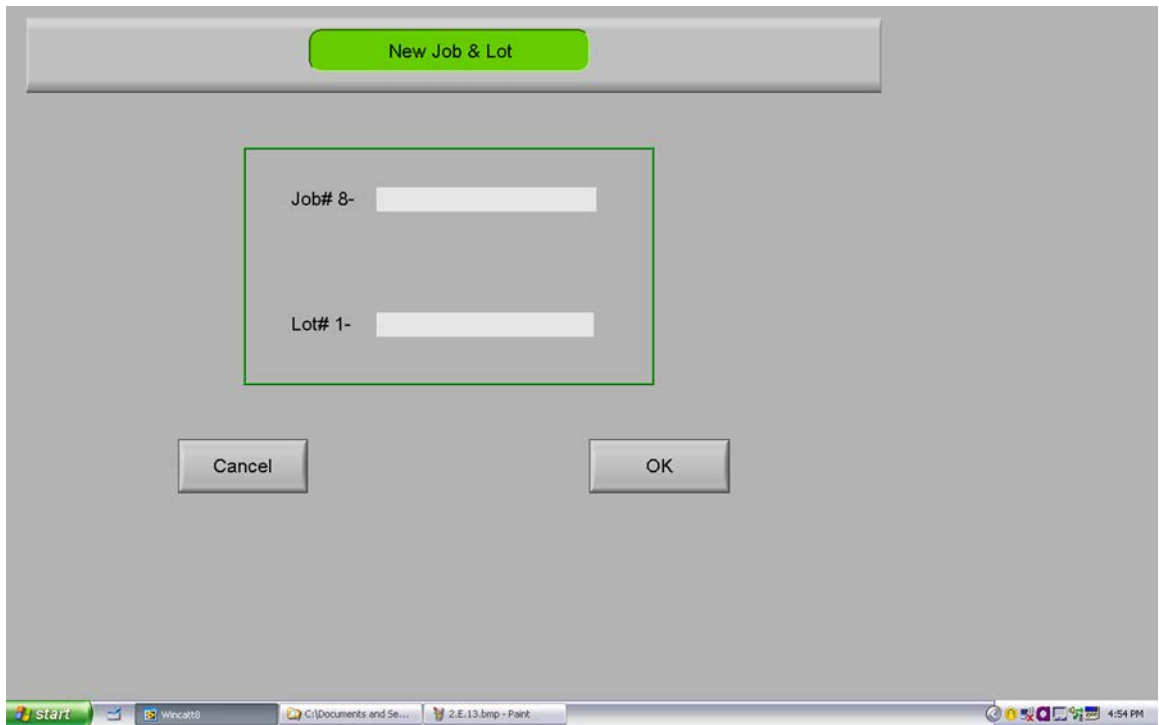 New Job & Lot
Job# 8-
Lot# 1-
Cancel OK
start Wincatt8 C:\Documents and Se... 2.E.13.bmp - Paint 4:54 PM